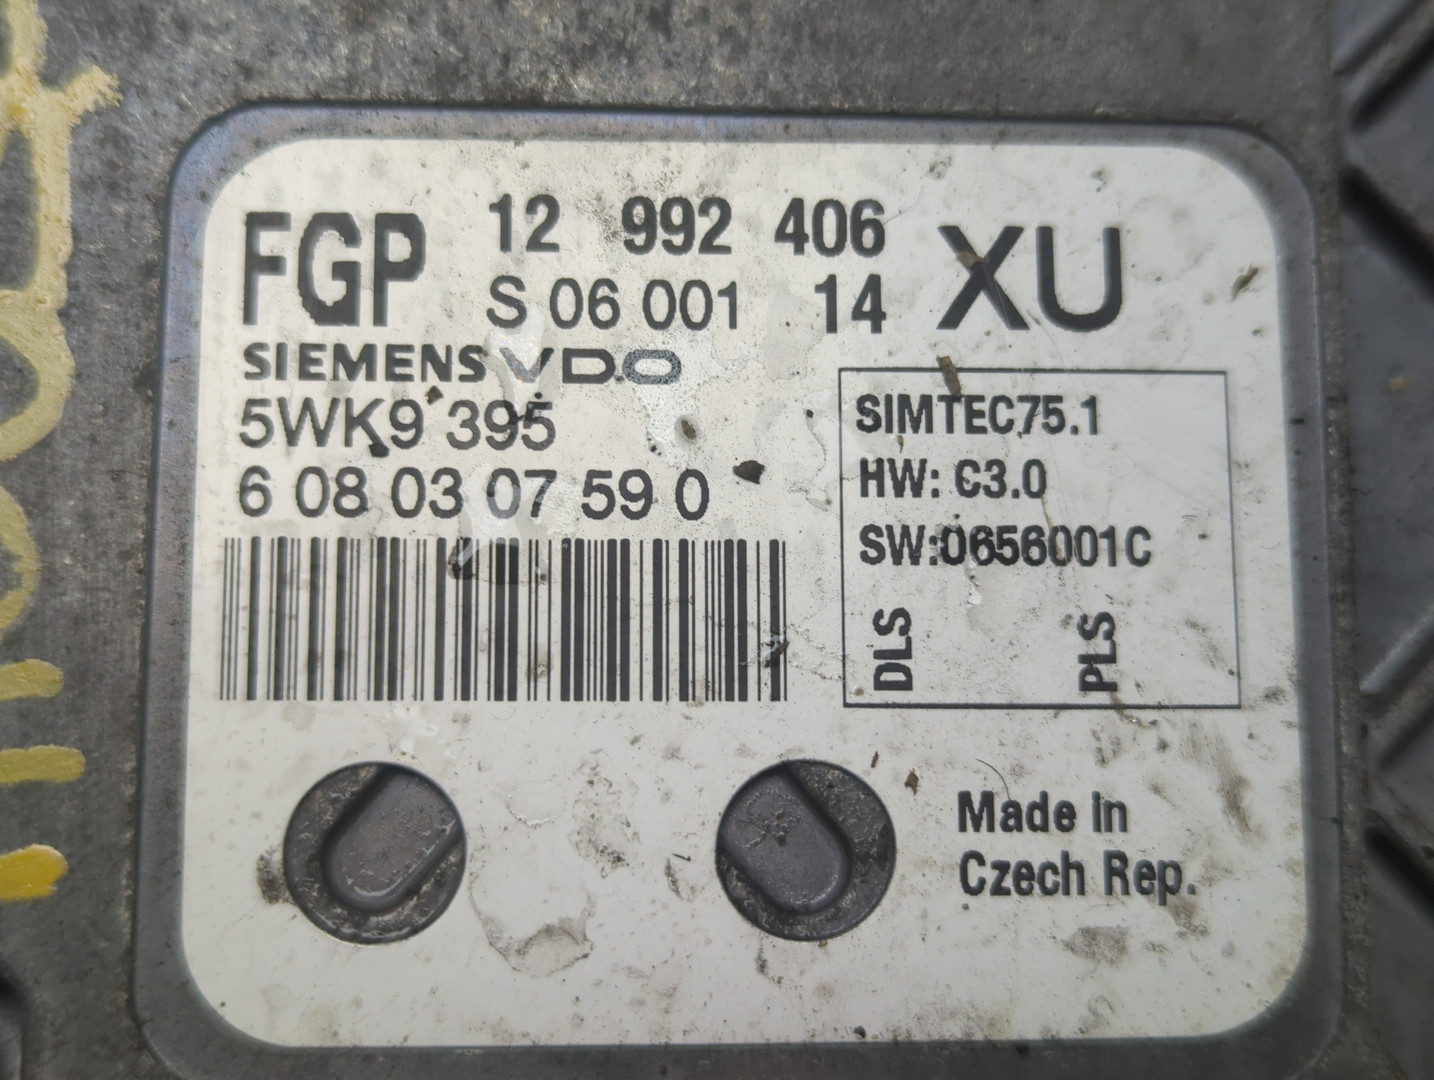 FGP 12 992 406 XU
S 06 001 14
SIEMENS VDO
5WK9 395
6 08 03 07 59 0
SIMTEC75.1
HW: C3.0
SW:0656001C
DLS PLS
Made in
Czech Rep.